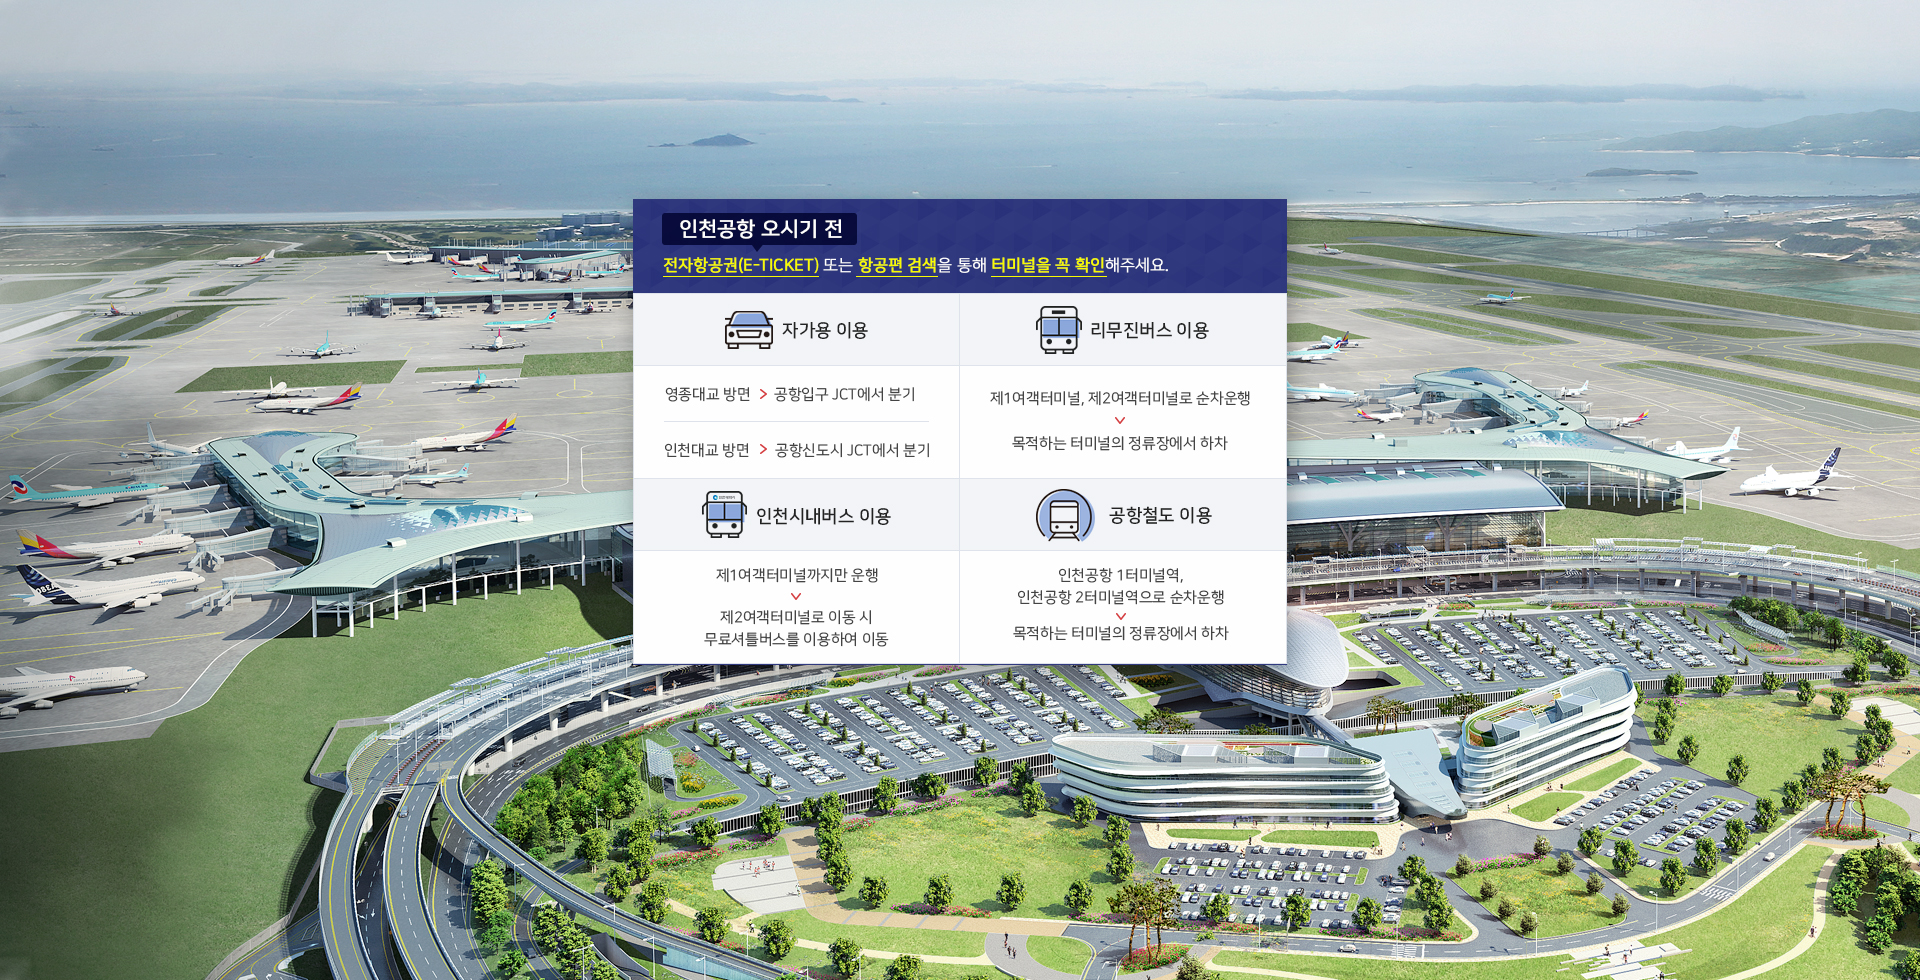 인천공항 오시기 전
전자항공권(E-TICKET) 또는 항공편 검색을 통해 터미널을 꼭 확인해주세요.
자가용 이용
영종대교 방면 > 공항입구 JCT에서 분기
인천대교 방면 > 공항신도시 JCT에서 분기
리무진버스 이용
제1여객터미널, 제2여객터미널로 순차운행
목적하는 터미널의 정류장에서 하차
인천시내버스 이용
제1여객터미널까지만 운행
제2여객터미널로 이동 시
무료셔틀버스를 이용하여 이동
공항철도 이용
인천공항 1터미널역,
인천공항 2터미널역으로 순차운행
목적하는 터미널의 정류장에서 하차